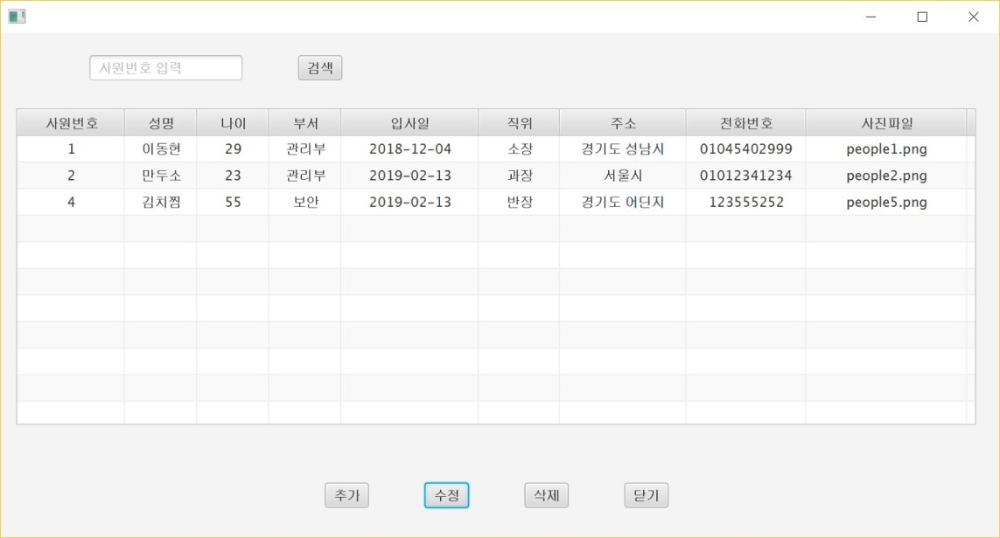 사원번호 입력 검색
사원번호 성명 나이 부서 입사일 직위 주소 전화번호 사진파일
1 이동현 29 관리부 2018-12-04 소장 경기도 성남시 01045402999 people1.png
2 만두소 23 관리부 2019-02-13 과장 서울시 01012341234 people2.png
4 김치찜 55 보안 2019-02-13 반장 경기도 어딘지 123555252 people5.png
추가 수정 삭제 닫기